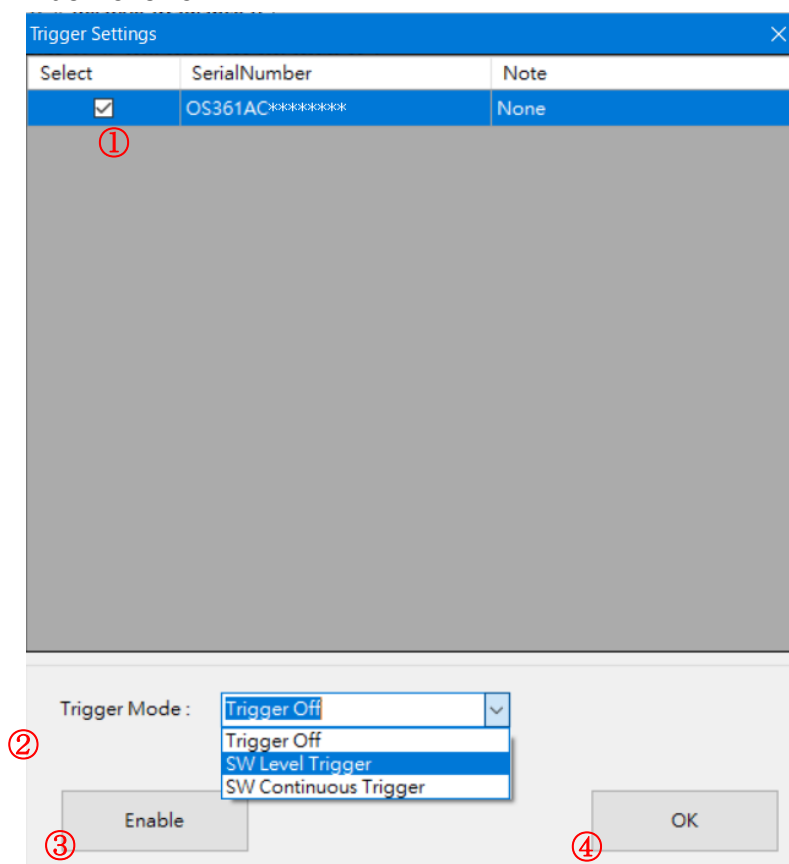 Trigger Settings
Select SerialNumber Note
OS361AC********* None
①
Trigger Mode : Trigger Off
②
Trigger Off
SW Level Trigger
SW Continuous Trigger
Enable OK
③ ④